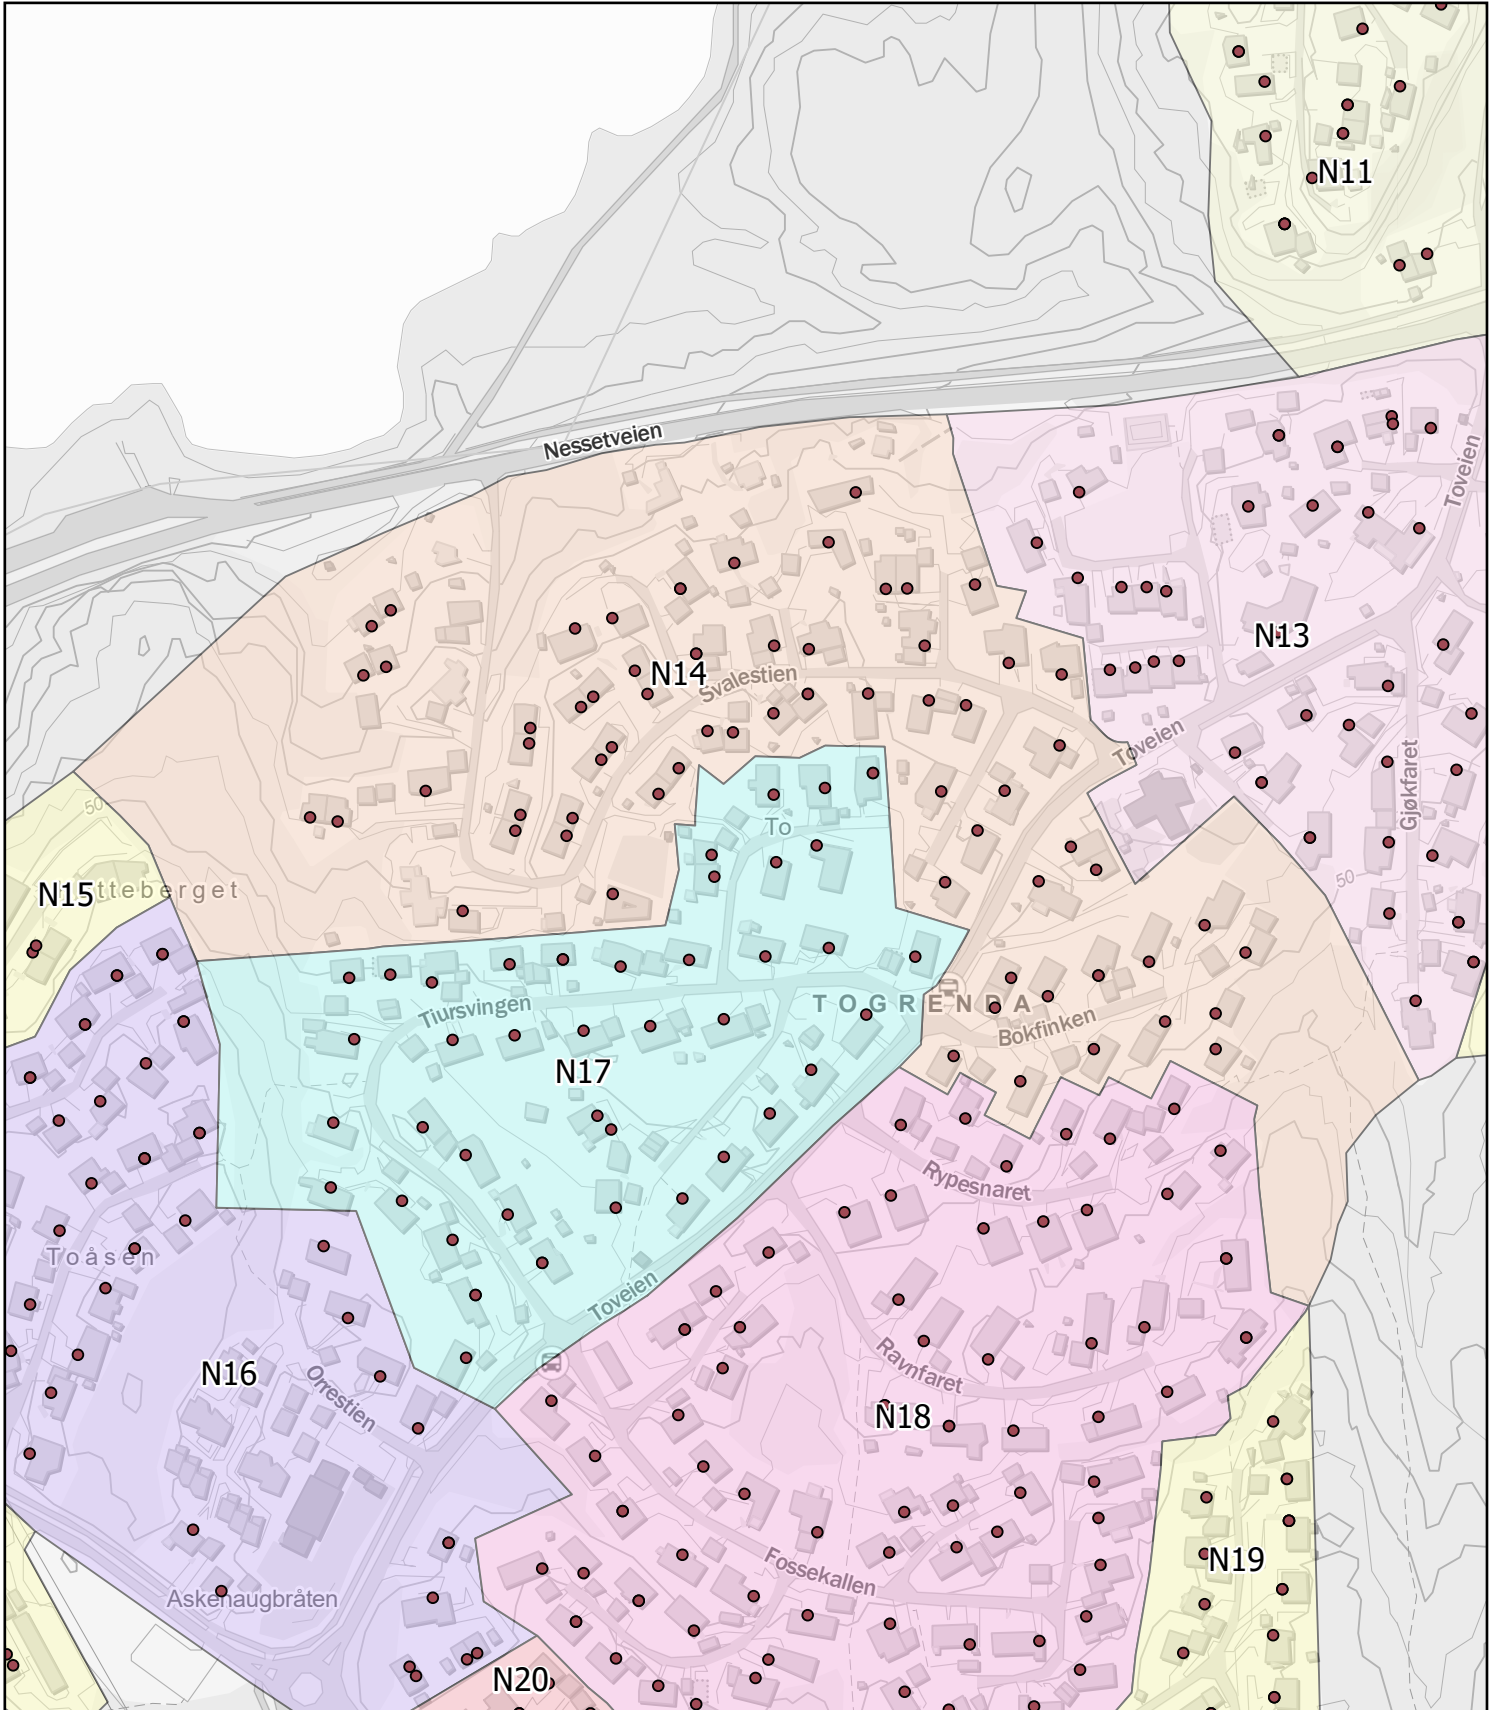 N11
Nessetveien
Toveien
N13
N14
Svalestien
Toveien
Gjøkfaret
To
50
N15
tteberget
50
Tiursvingen
TOGRENDA
Bokfinken
N17
Rypesnaret
Toåsen
Toveien
N16
Orrestien
Ravnfaret
N18
N19
Fossekallen
Askehaugbråten
N20